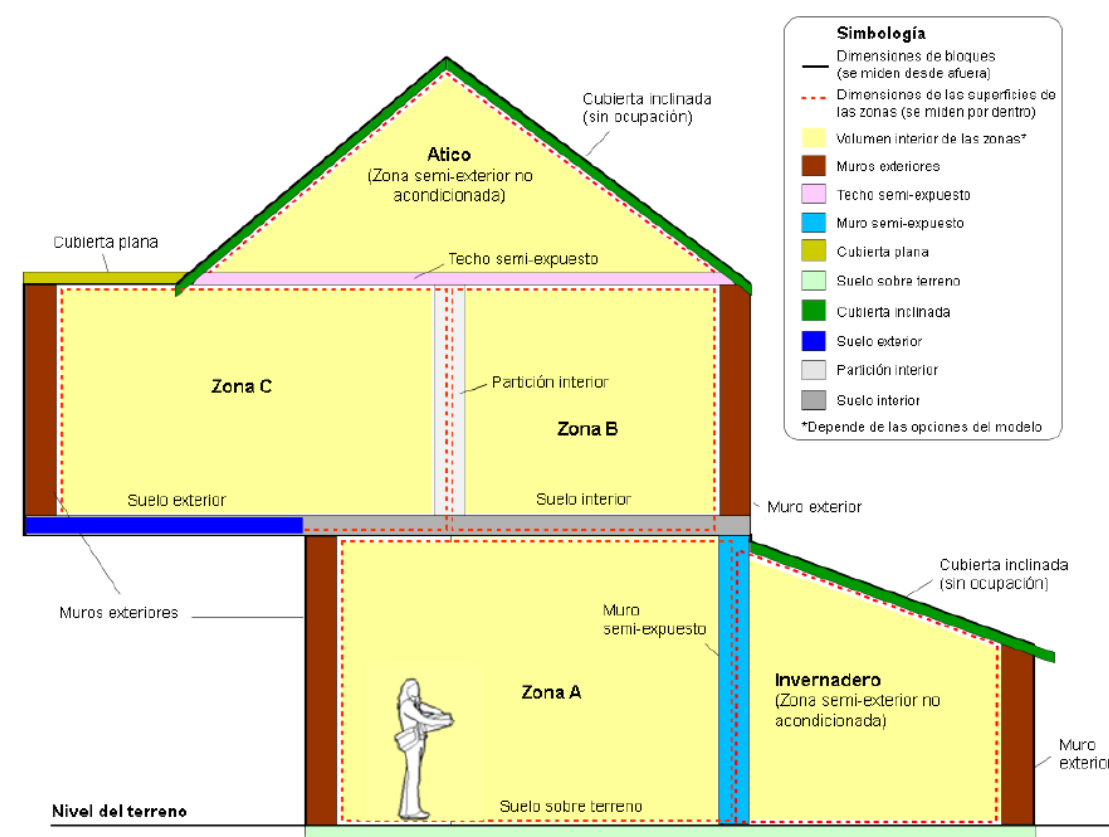 Simbología
Dimensiones de bloques
(se miden desde afuera)
Dimensiones de las superficies de
las zonas (se miden por dentro)
Volumen interior de las zonas*
Muros exteriores
Techo semi-expuesto
Muro semi-expuesto
Cubierta plana
Suelo sobre terreno
Cubierta inclinada
Suelo exterior
Partición interior
Suelo interior
*Depende de las opciones del modelo
Cubierta inclinada
(sin ocupación)
Atico
(Zona semi-exterior no
acondicionada)
Cubierta plana
Techo semi-expuesto
Zona C
Partición interior
Zona B
Suelo exterior
Suelo interior
Muro exterior
Cubierta inclinada
(sin ocupación)
Muros exteriores
Muro
semi-expuesto
Zona A
Invernadero
(Zona semi-exterior no
acondicionada)
Muro
exterior
Suelo sobre terreno
Nivel del terreno